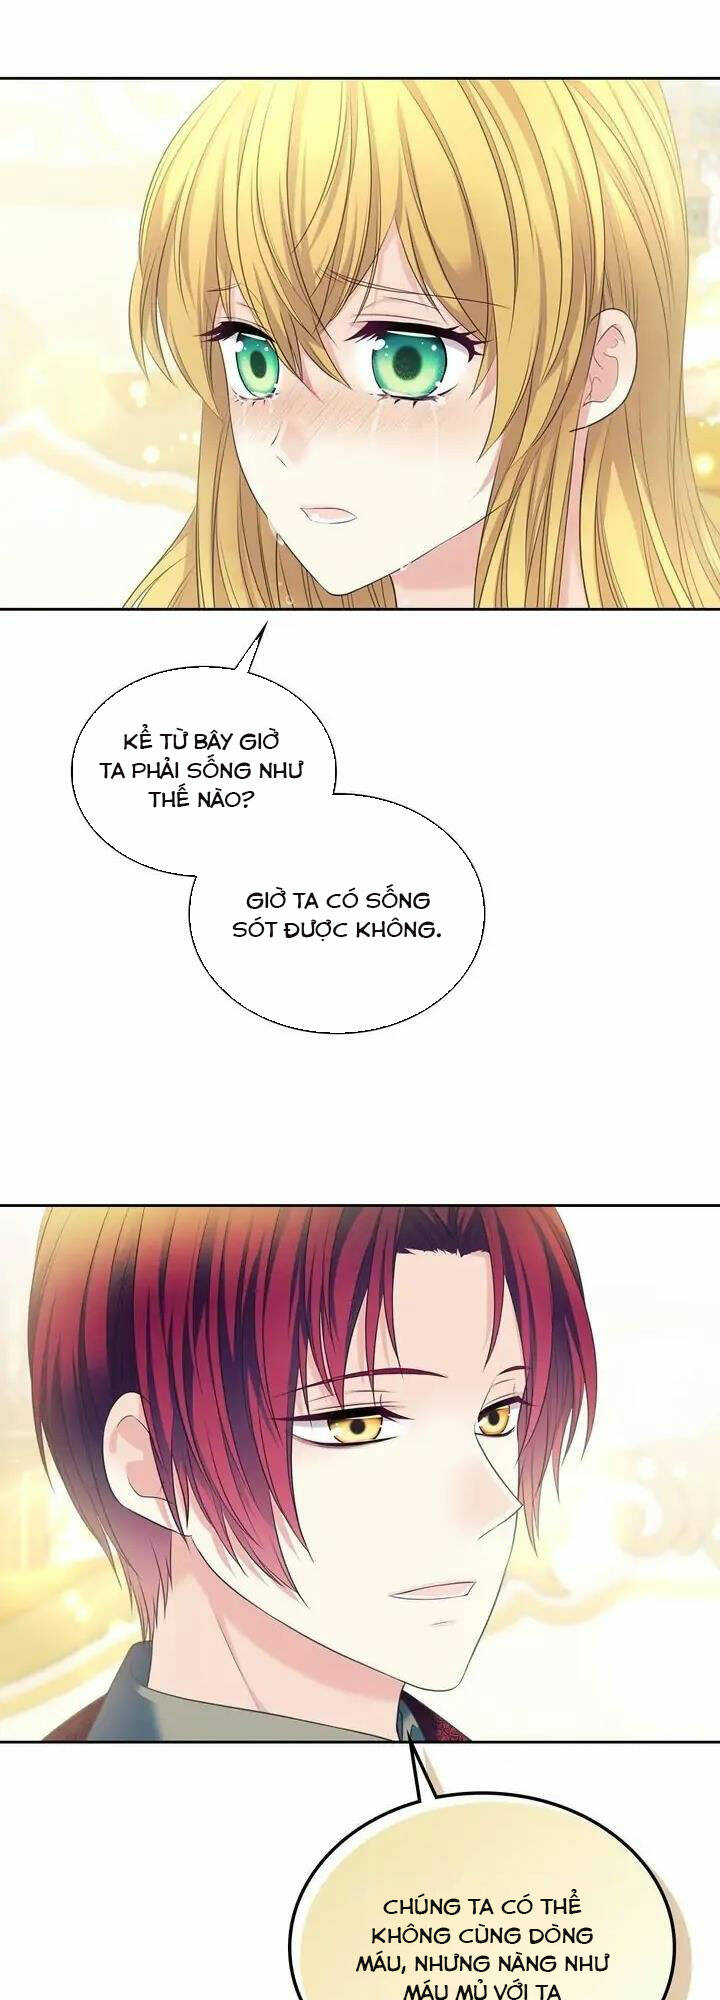 KỂ TỪ BÂY GIỜ
TA PHẢI SỐNG NHƯ
THẾ NÀO?
GIỜ TA CÓ SỐNG
SÓT ĐƯỢC KHÔNG.
CHÚNG TA CÓ THỂ
KHÔNG CÙNG DÒNG
MÁU, NHƯNG NÀNG NHƯ
MÁU MỦ VỚI TA